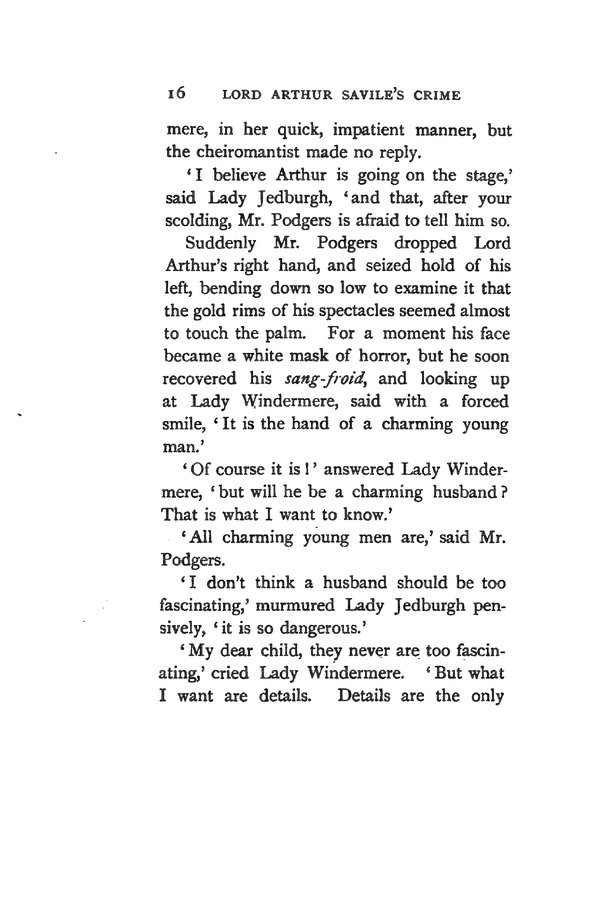 16 LORD ARTHUR SAVILE'S CRIME
mere, in her quick, impatient manner, but
the cheiromantist made no reply.
‘I believe Arthur is going on the stage,’
said Lady Jedburgh, ‘and that, after your
scolding, Mr. Podgers is afraid to tell him so.
Suddenly Mr. Podgers dropped Lord
Arthur's right hand, and seized hold of his
left, bending down so low to examine it that
the gold rims of his spectacles seemed almost
to touch the palm. For a moment his face
became a white mask of horror, but he soon
recovered his sang-froid, and looking up
at Lady Windermere, said with a forced
smile, ‘It is the hand of a charming young
man.’
‘Of course it is!’ answered Lady Winder-
mere, ‘but will he be a charming husband?
That is what I want to know.’
‘All charming young men are,’ said Mr.
Podgers.
‘I don't think a husband should be too
fascinating,’ murmured Lady Jedburgh pen-
sively, ‘it is so dangerous.’
‘My dear child, they never are too fascin-
ating,’ cried Lady Windermere. ‘But what
I want are details. Details are the only